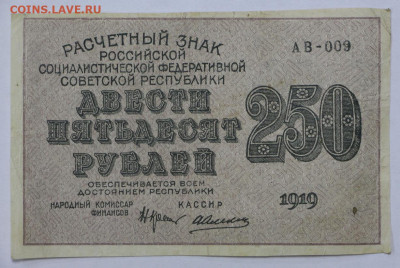 COINS.LAVE.RU
РАСЧЕТНЫЙ ЗНАК
РОССИЙСКОЙ
СОЦИАЛИСТИЧЕСКОЙ ФЕДЕРАТИВНОЙ
СОВЕТСКОЙ РЕСПУБЛИКИ
АВ-009
ДВЕСТИ
ПЯТЬДЕСЯТ
РУБЛЕЙ
250
ОБЕСПЕЧИВАЕТСЯ ВСЕМ
ДОСТОЯНИЕМ РЕСПУБЛИКИ
НАРОДНЫЙ КОМИССАР
ФИНАНСОВ
КАССИР
1919